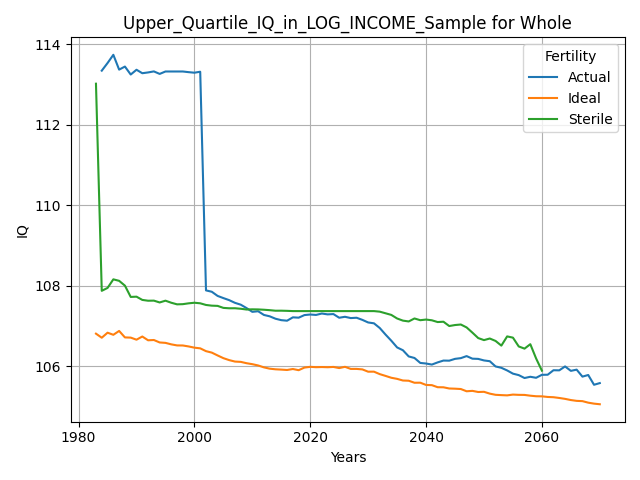 Upper_Quartile_IQ_in_LOG_INCOME_Sample for Whole
114
112
110
108
106
IQ
Fertility
Actual
Ideal
Sterile
1980
2000
2020
2040
2060
Years